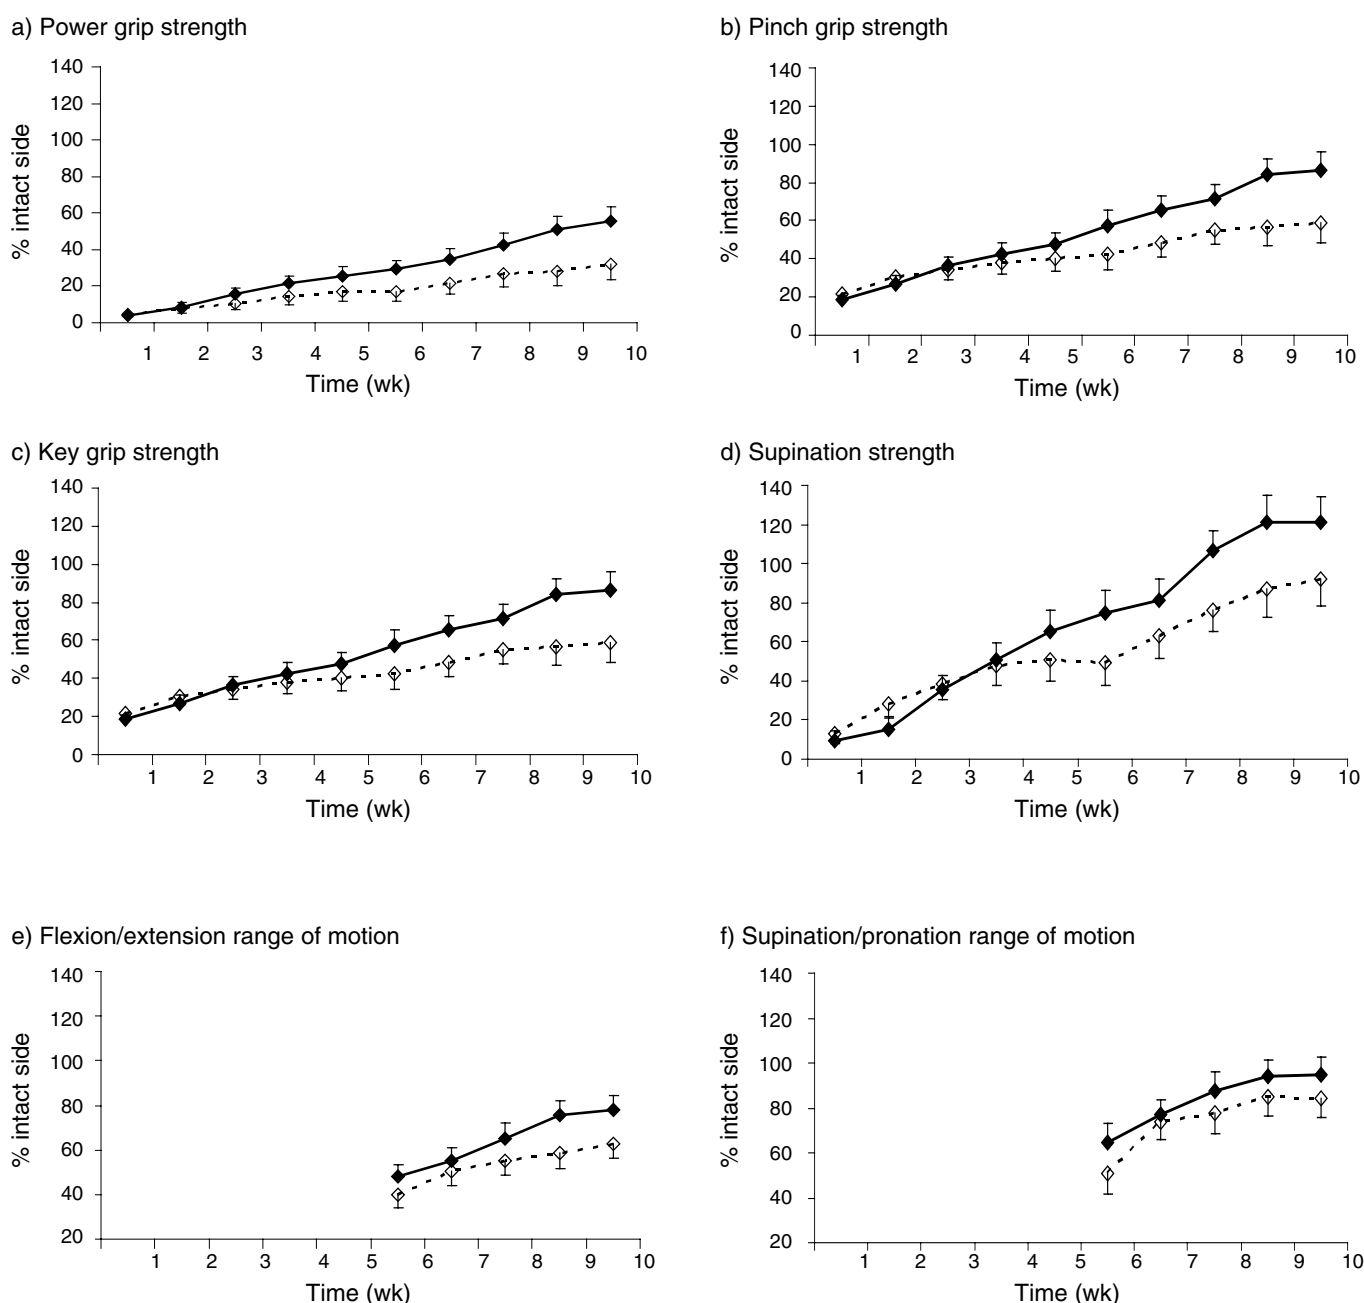 a) Power grip strength
140
120
100
80
60
40
20
0
% intact side
1 2 3 4 5 6 7 8 9 10
Time (wk)
b) Pinch grip strength
140
120
100
80
60
40
20
0
% intact side
1 2 3 4 5 6 7 8 9 10
Time (wk)
c) Key grip strength
140
120
100
80
60
40
20
0
% intact side
1 2 3 4 5 6 7 8 9 10
Time (wk)
d) Supination strength
140
120
100
80
60
40
20
0
% intact side
1 2 3 4 5 6 7 8 9 10
Time (wk)
e) Flexion/extension range of motion
140
120
100
80
60
40
20
% intact side
1 2 3 4 5 6 7 8 9 10
Time (wk)
f) Supination/pronation range of motion
140
120
100
80
60
40
20
% intact side
1 2 3 4 5 6 7 8 9 10
Time (wk)